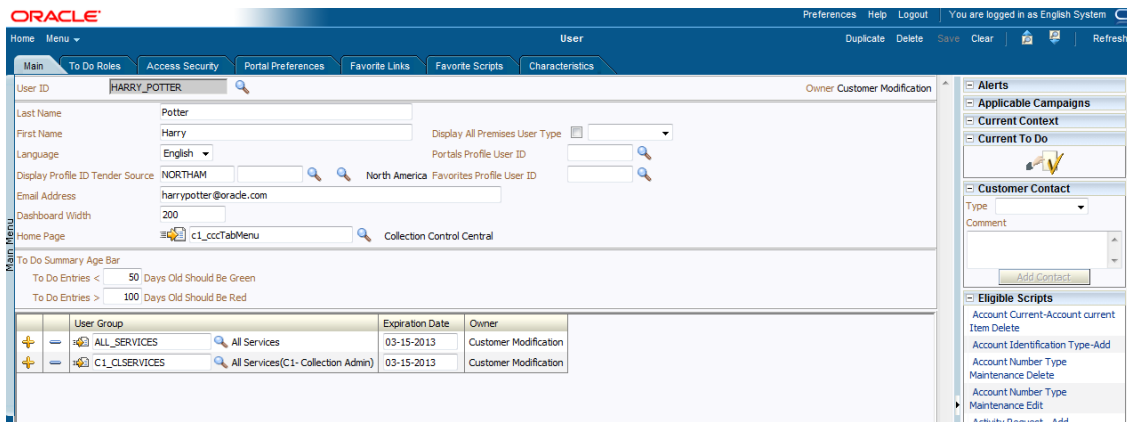 ORACLE
Preferences Help Logout You are logged in as English System
Home Menu User Duplicate Delete Save Clear Refresh
Main To Do Roles Access Security Portal Preferences Favorite Links Favorite Scripts Characteristics
User ID HARRY_POTTER Owner Customer Modification
Last Name Potter
First Name Harry Display All Premises User Type
Language English Portals Profile User ID
Display Profile ID Tender Source NORTHAM North America Favorites Profile User ID
Email Address harrypotter@oracle.com
Dashboard Width 200
Home Page c1_cccTabMenu Collection Control Central
To Do Summary Age Bar
To Do Entries < 50 Days Old Should Be Green
To Do Entries > 100 Days Old Should Be Red
User Group Expiration Date Owner
ALL_SERVICES All Services 03-15-2013 Customer Modification
C1_CLSERVICES All Services(C1- Collection Admin) 03-15-2013 Customer Modification
Main Menu
Alerts
Applicable Campaigns
Current Context
Current To Do
Customer Contact
Type
Comment
Add Contact
Eligible Scripts
Account Current-Account current
Item Delete
Account Identification Type-Add
Account Number Type
Maintenance Delete
Account Number Type
Maintenance Edit
Activity Request - Add